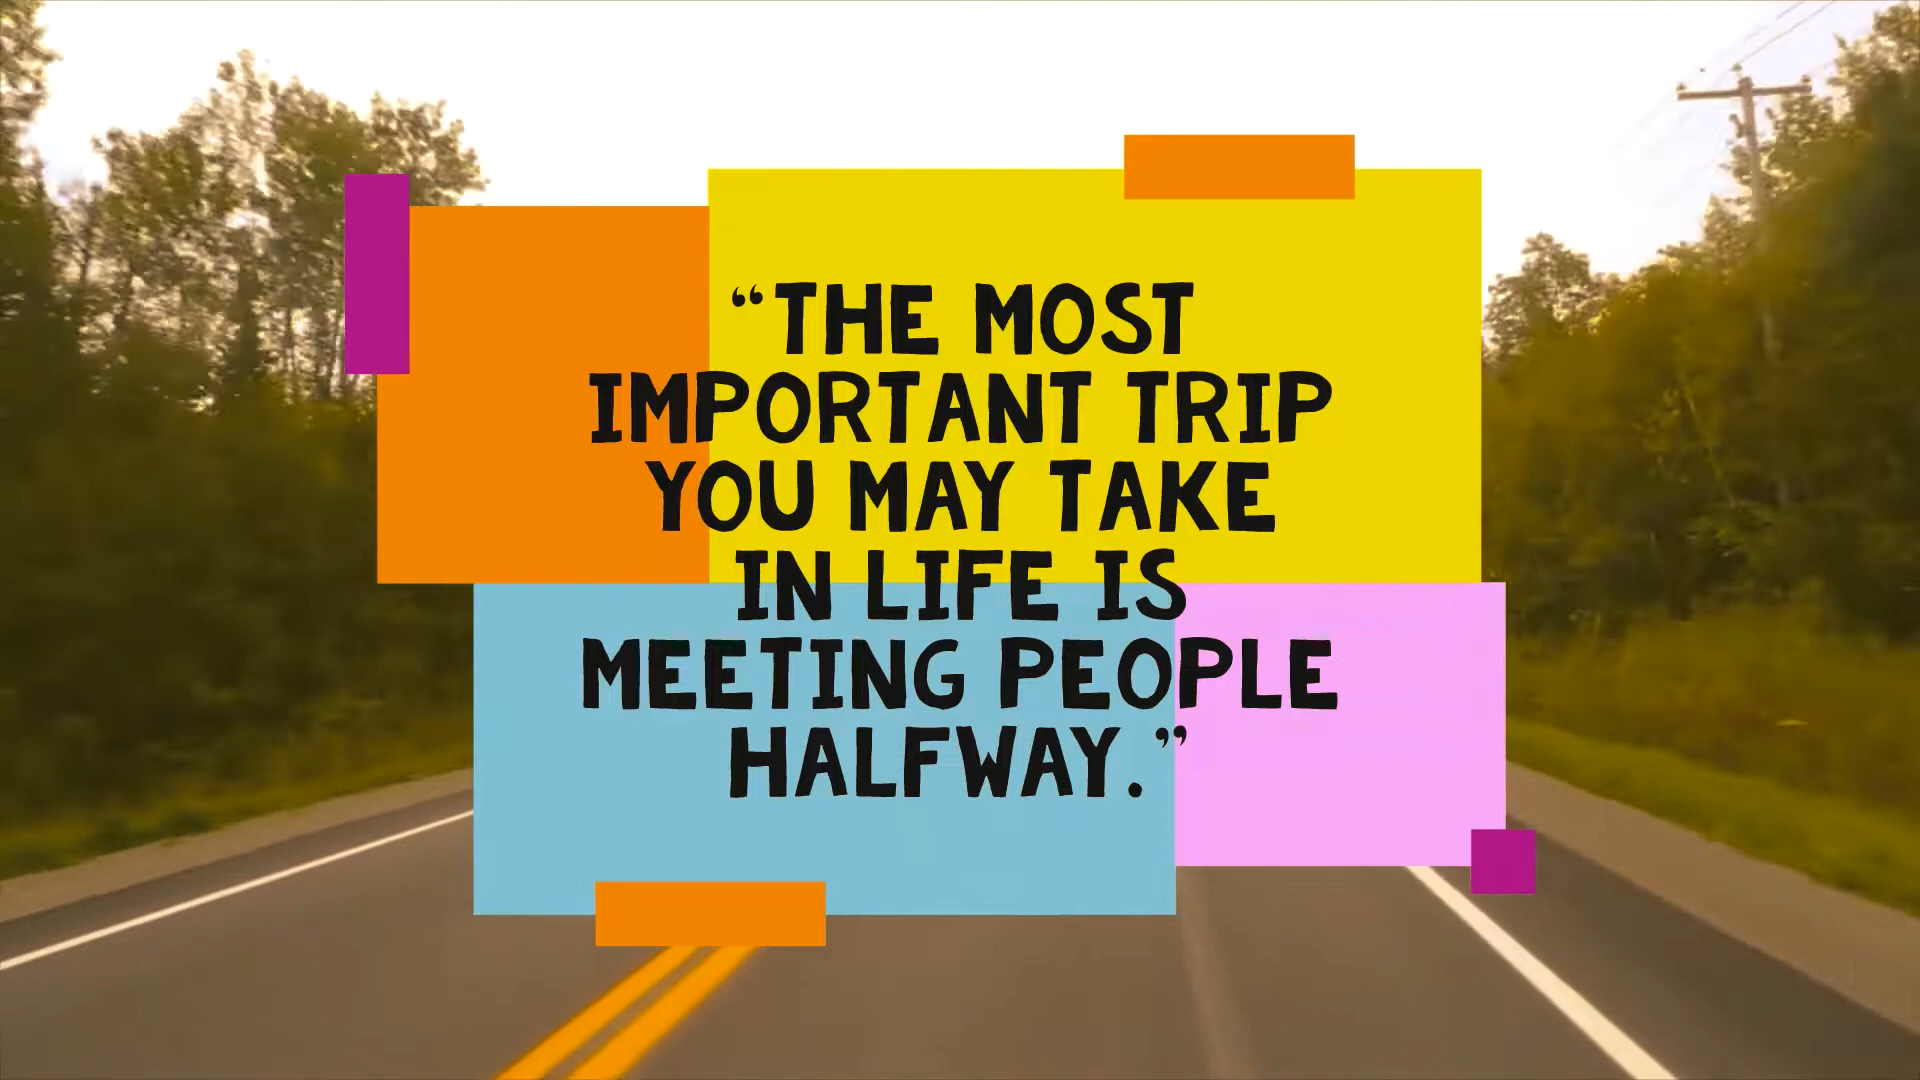 “THE MOST
IMPORTANT TRIP
YOU MAY TAKE
IN LIFE IS
MEETING PEOPLE
HALFWAY.”